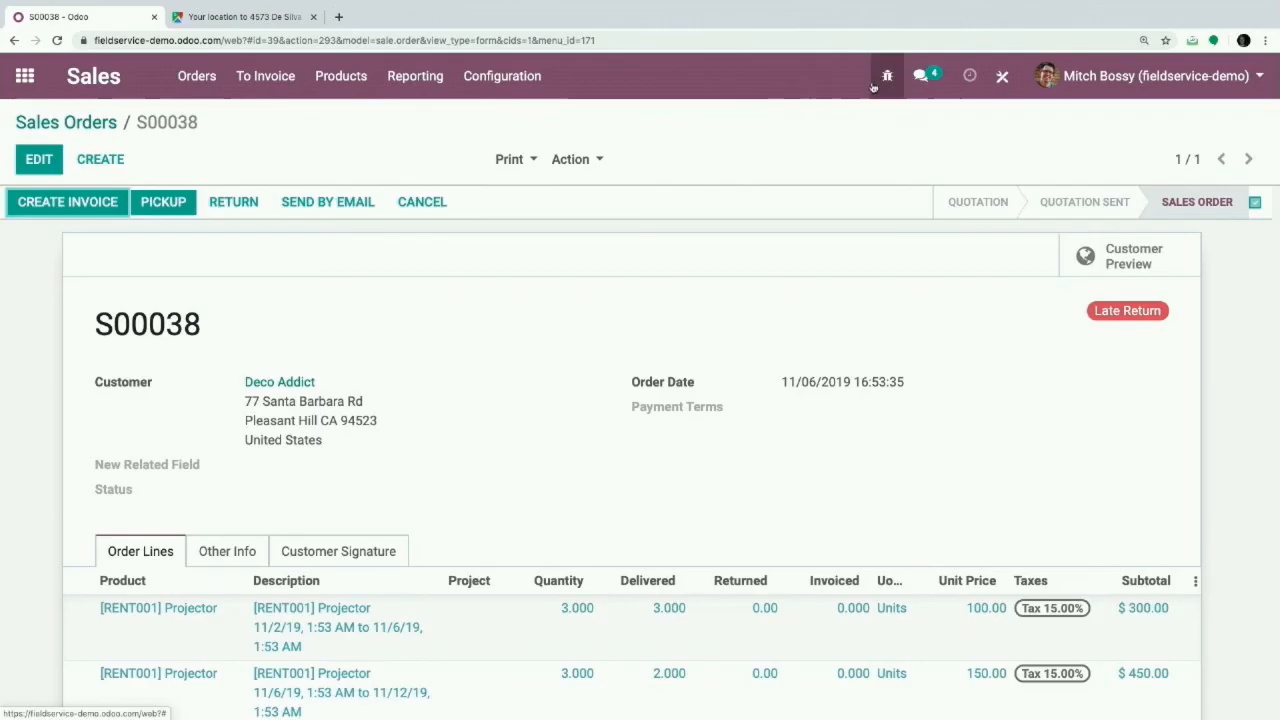 S00038 - Odoo
Your location to 4573 De Silva
fieldservice-demo.odoo.com/web?#id=39&action=293&model=sale.order&view_type=form&cids=1&menu_id=171
Sales Orders To Invoice Products Reporting Configuration 4 Mitch Bossy (fieldservice-demo)
Sales Orders / S00038
EDIT CREATE Print Action 1 / 1
CREATE INVOICE PICKUP RETURN SEND BY EMAIL CANCEL QUOTATION QUOTATION SENT SALES ORDER
Customer
Preview
Late Return
S00038
Customer Deco Addict
77 Santa Barbara Rd
Pleasant Hill CA 94523
United States
Order Date 11/06/2019 16:53:35
Payment Terms
New Related Field
Status
Order Lines Other Info Customer Signature
Product Description Project Quantity Delivered Returned Invoiced Uo... Unit Price Taxes Subtotal
[RENT001] Projector [RENT001] Projector 3.000 3.000 0.00 0.000 Units 100.00 Tax 15.00% $ 300.00
11/2/19, 1:53 AM to 11/6/19,
1:53 AM
[RENT001] Projector [RENT001] Projector 3.000 2.000 0.00 0.000 Units 150.00 Tax 15.00% $ 450.00
11/6/19, 1:53 AM to 11/12/19,
1:53 AM
https://fieldservice-demo.odoo.com/web?#